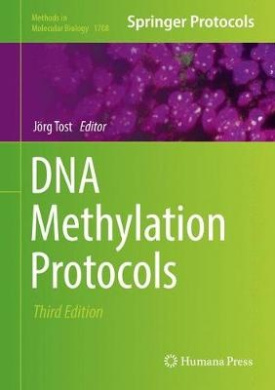 Methods in
Molecular Biology 1708
Springer Protocols
Jörg Tost Editor
DNA
Methylation
Protocols
Third Edition
Humana Press